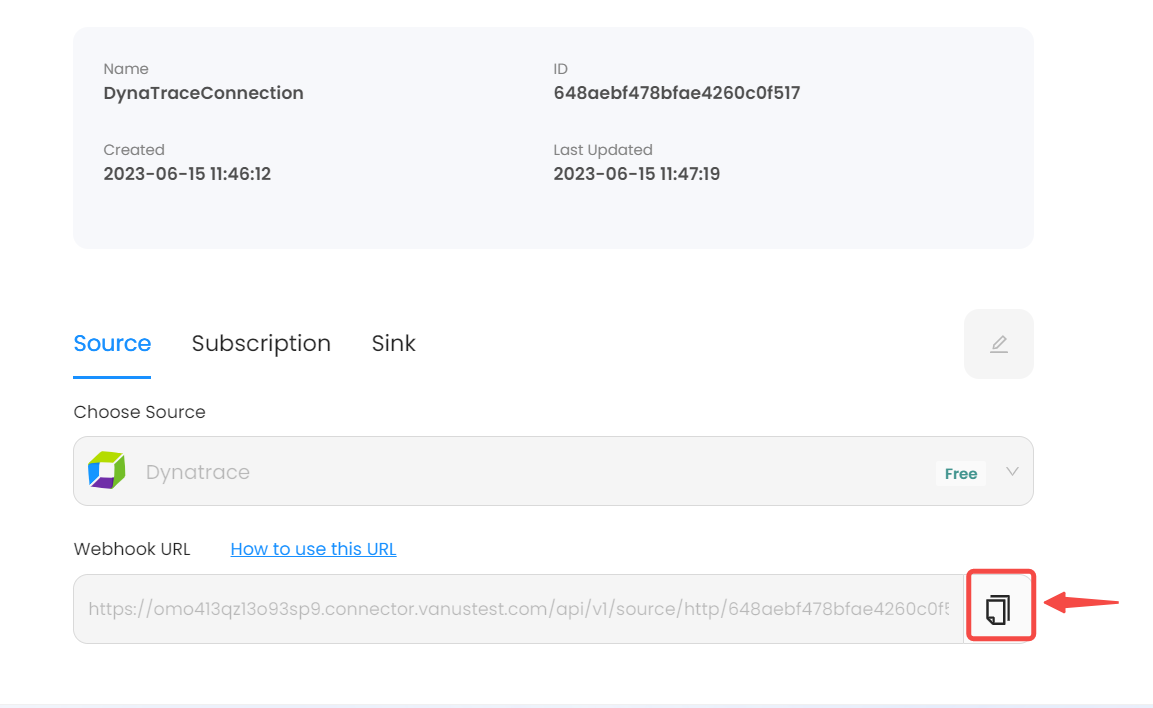 Name
ID
DynaTraceConnection
648aebf478bfae4260c0f517
Created
Last Updated
2023-06-15 11:46:12
2023-06-15 11:47:19
Source Subscription Sink
Choose Source
Dynatrace
Free
Webhook URL How to use this URL
https://omo413qz13o93sp9.connector.vanustest.com/api/v1/source/http/648aebf478bfae4260c0f5